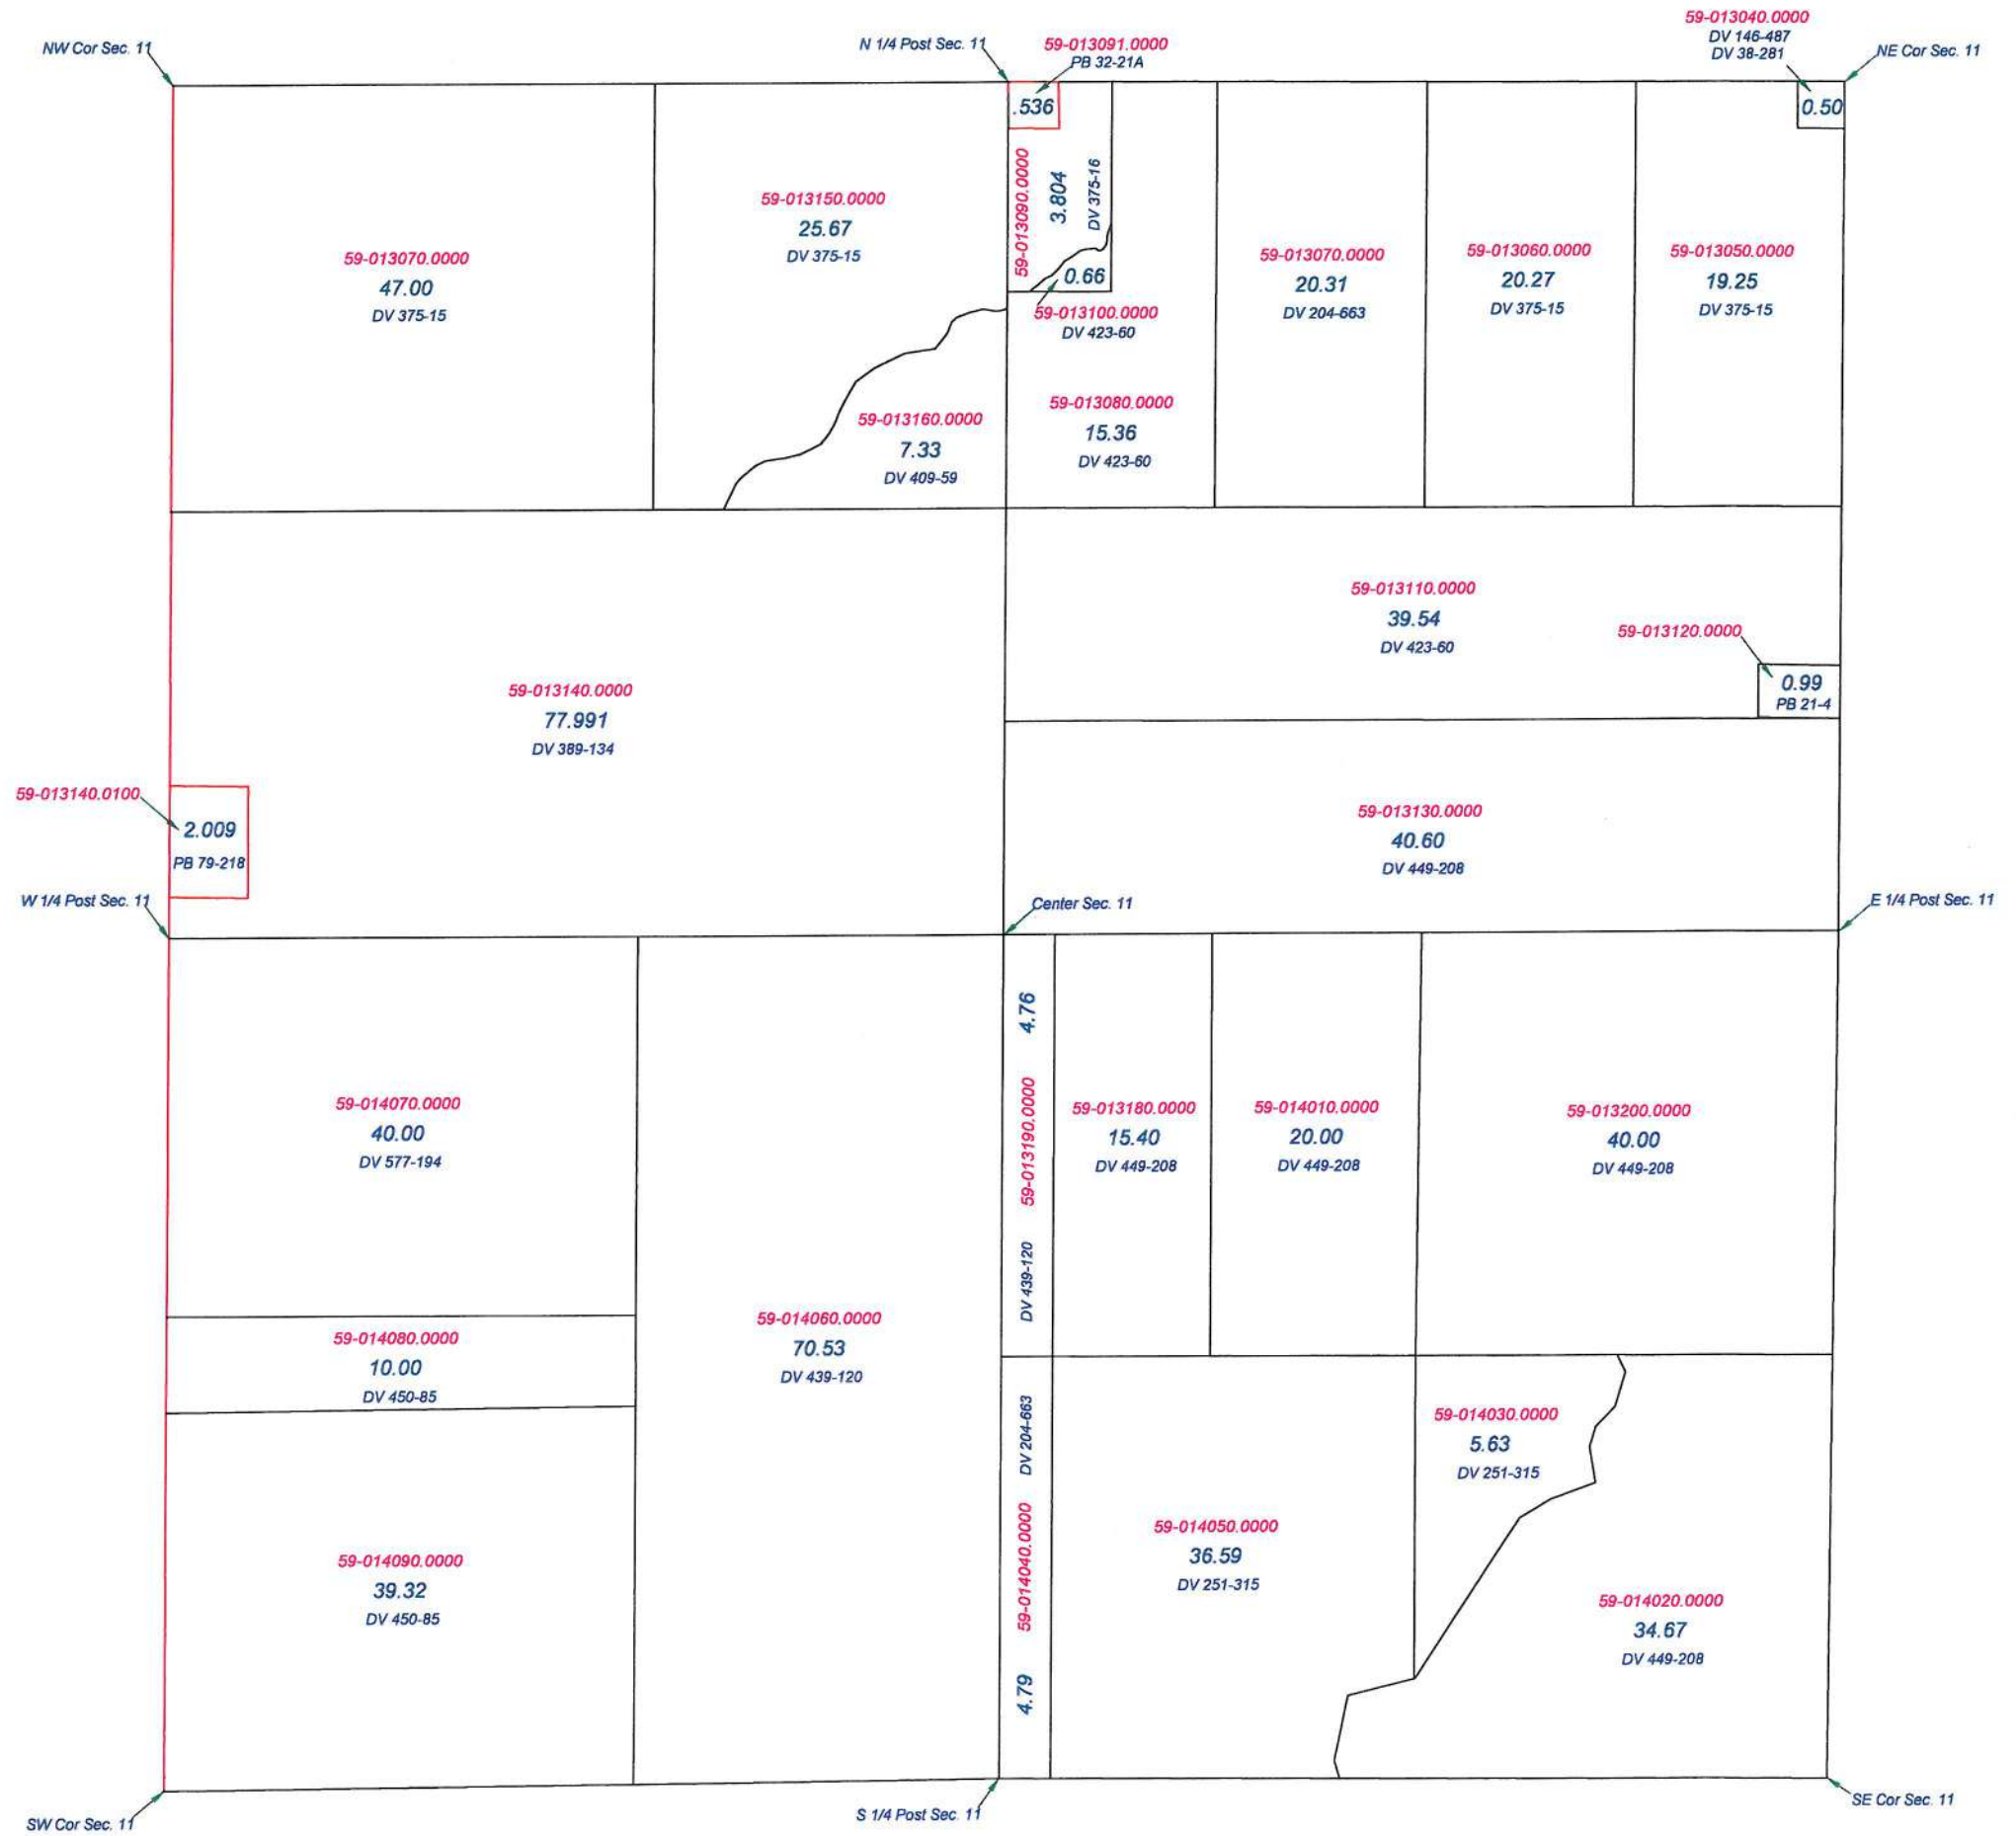 59-013040.0000
DV 146-487
DV 38-281
NW Cor Sec. 11
N 1/4 Post Sec. 11
59-013091.0000
PB 32-21A
NE Cor Sec. 11
.536
0.50
59-013090.0000
3.804
DV 375-16
59-013150.0000
25.67
DV 375-15
59-013070.0000
47.00
DV 375-15
0.66
59-013100.0000
DV 423-60
59-013070.0000
20.31
DV 204-663
59-013060.0000
20.27
DV 375-15
59-013050.0000
19.25
DV 375-15
59-013160.0000
7.33
DV 409-59
59-013080.0000
15.36
DV 423-60
59-013110.0000
39.54
DV 423-60
59-013120.0000
0.99
PB 21-4
59-013140.0000
77.991
DV 389-134
59-013140.0100
2.009
PB 79-218
59-013130.0000
40.60
DV 449-208
W 1/4 Post Sec. 11
Center Sec. 11
E 1/4 Post Sec. 11
59-014070.0000
40.00
DV 577-194
4.76
59-013190.0000
DV 439-120
59-013180.0000
15.40
DV 449-208
59-014010.0000
20.00
DV 449-208
59-013200.0000
40.00
DV 449-208
59-014080.0000
10.00
DV 450-85
59-014060.0000
70.53
DV 439-120
DV 204-663
59-014040.0000
4.79
59-014030.0000
5.63
DV 251-315
59-014090.0000
39.32
DV 450-85
59-014050.0000
36.59
DV 251-315
59-014020.0000
34.67
DV 449-208
SW Cor Sec. 11
S 1/4 Post Sec. 11
SE Cor Sec. 11